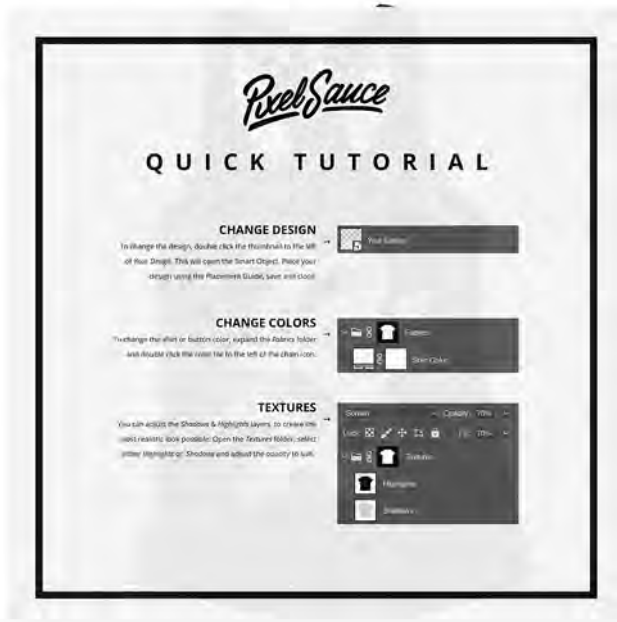 PixelSauce
QUICK TUTORIAL
CHANGE DESIGN
To change the design, double click the thumbnail to the left
of Your Design. This will open the Smart Object. Place your
design using the Placement Guide, save and close.
Your Design
CHANGE COLORS
To change the shirt or button color, expand the Fabrics folder
and double click the color tile to the left of the chain icon.
Shirt Color
TEXTURES
You can adjust the Shadows & Highlights layers, to create the
most realistic look possible. Open the Textures folder, select
either Highlights or Shadows and adjust the opacity to suit.
Screen Opacity: 70%
Lock: Fill: 70%
Textures
Highlights
Shadows